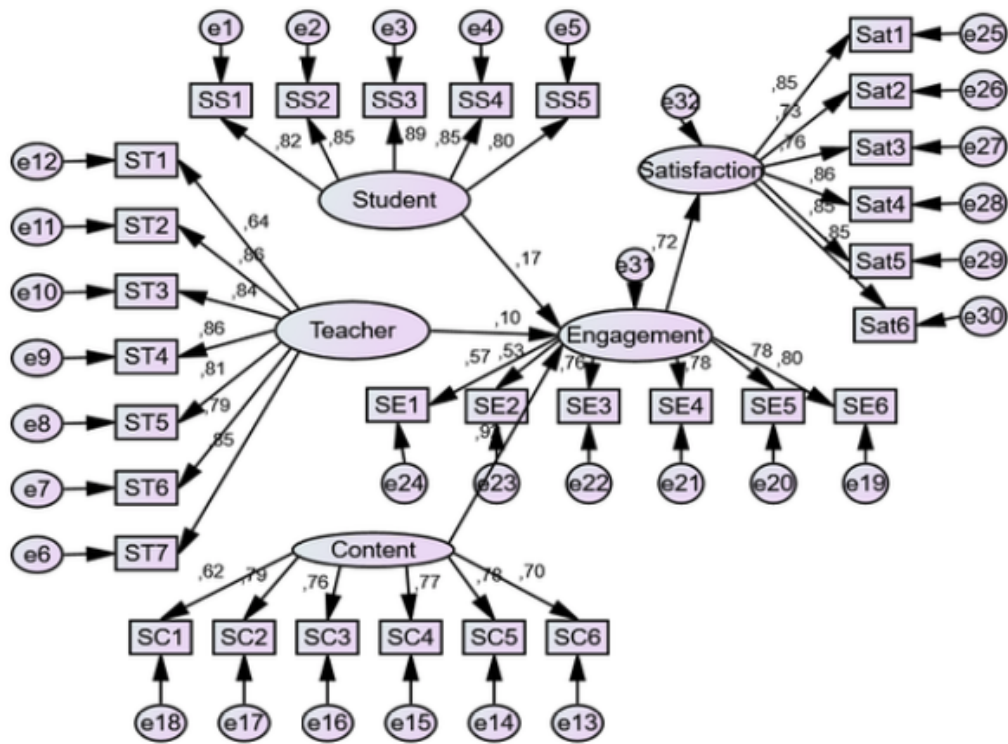 e1 e2 e3 e4 e5
SS1 SS2 SS3 SS4 SS5
,82 ,85 ,89 ,85 ,80
Student
e12 ST1
e11 ST2
e10 ST3
e9 ST4
e8 ST5
e7 ST6
e6 ST7
,64
,86
,84
,86
,81
,79
,85
Teacher
,17
,10
e32
Satisfaction
,85
,73
,76
,86
,85
,85
Sat1 e25
Sat2 e26
Sat3 e27
Sat4 e28
Sat5 e29
Sat6 e30
,72
e31
Engagement
,57 ,53 ,76 ,78 ,78 ,80
SE1 SE2 SE3 SE4 SE5 SE6
e24 e23 e22 e21 e20 e19
Content
,62 ,79 ,76 ,77 ,78 ,70
SC1 SC2 SC3 SC4 SC5 SC6
e18 e17 e16 e15 e14 e13